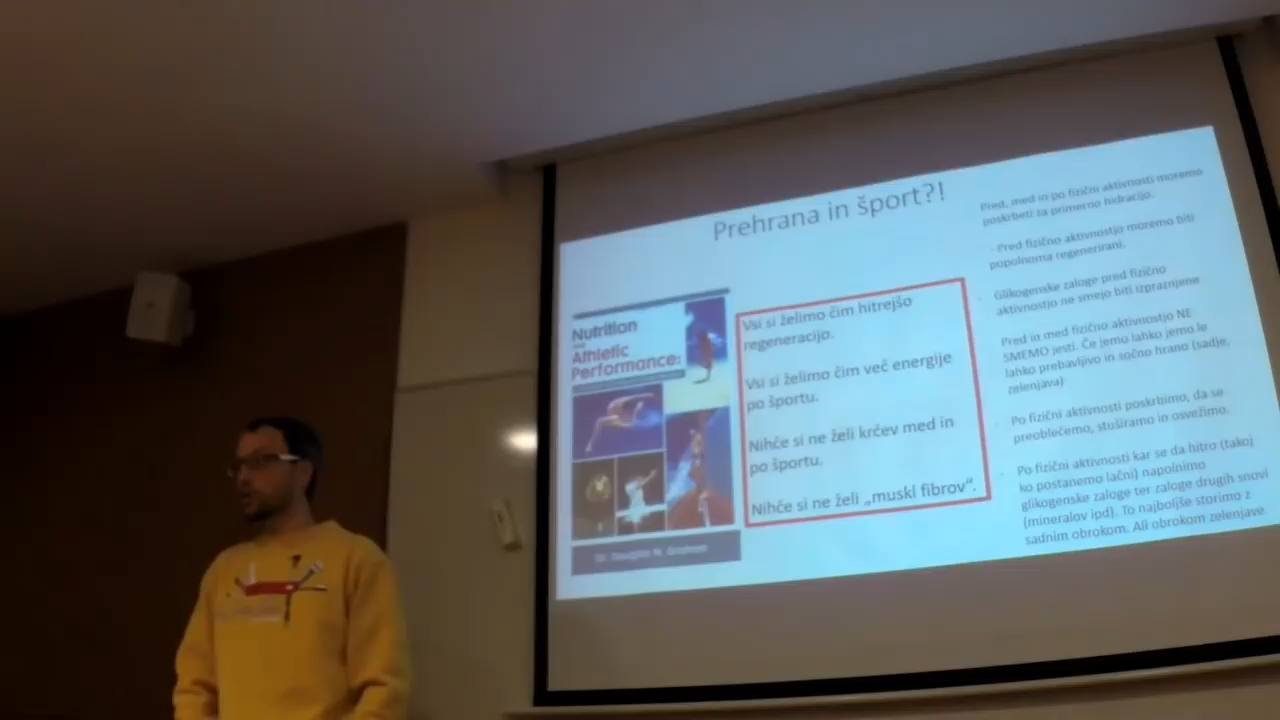 Prehrana in šport?!
Nutrition
Athletic
Performance:
Dr. Douglas N. Graham
Vsi si želimo čim hitrejšo
regeneracijo.
Vsi si želimo čim več energije
po športu.
Nihče si ne želi krčev med in
po športu.
Nihče si ne želi „muskl fibrov“.
Pred, med in po fizični aktivnosti moremo
poskrbeti za primerno hidracijo.
- Pred fizično aktivnostjo moremo biti
popolnoma regenerirani.
Glikogenske zaloge pred fizično
aktivnostjo ne smejo biti izpraznjene
Pred in med fizično aktivnostjo NE
SMEMO jesti. Če jemo lahko jemo le
lahko prebavljivo in sočno hrano (sadje,
zelenjava)
Po fizični aktivnosti poskrbimo, da se
preoblečemo, stuširamo in osvežimo.
Po fizični aktivnosti kar se da hitro (takoj
ko postanemo lačni) napolnimo
glikogenske zaloge ter zaloge drugih snovi
(mineralov ipd). To najboljše storimo z
sadnim obrokom. Ali obrokom zelenjave.